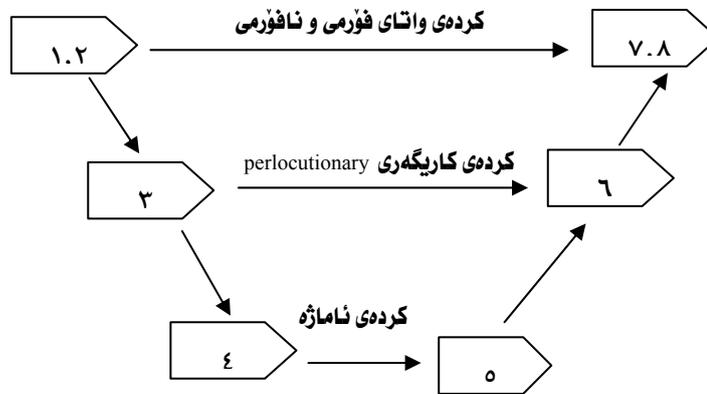 کردەی واتای فۆرمی و نافۆرمی
١.٢
٧.٨
کردەی کاریگەری perlocutionary
٣
٦
کردەی ئاماژە
٤
٥